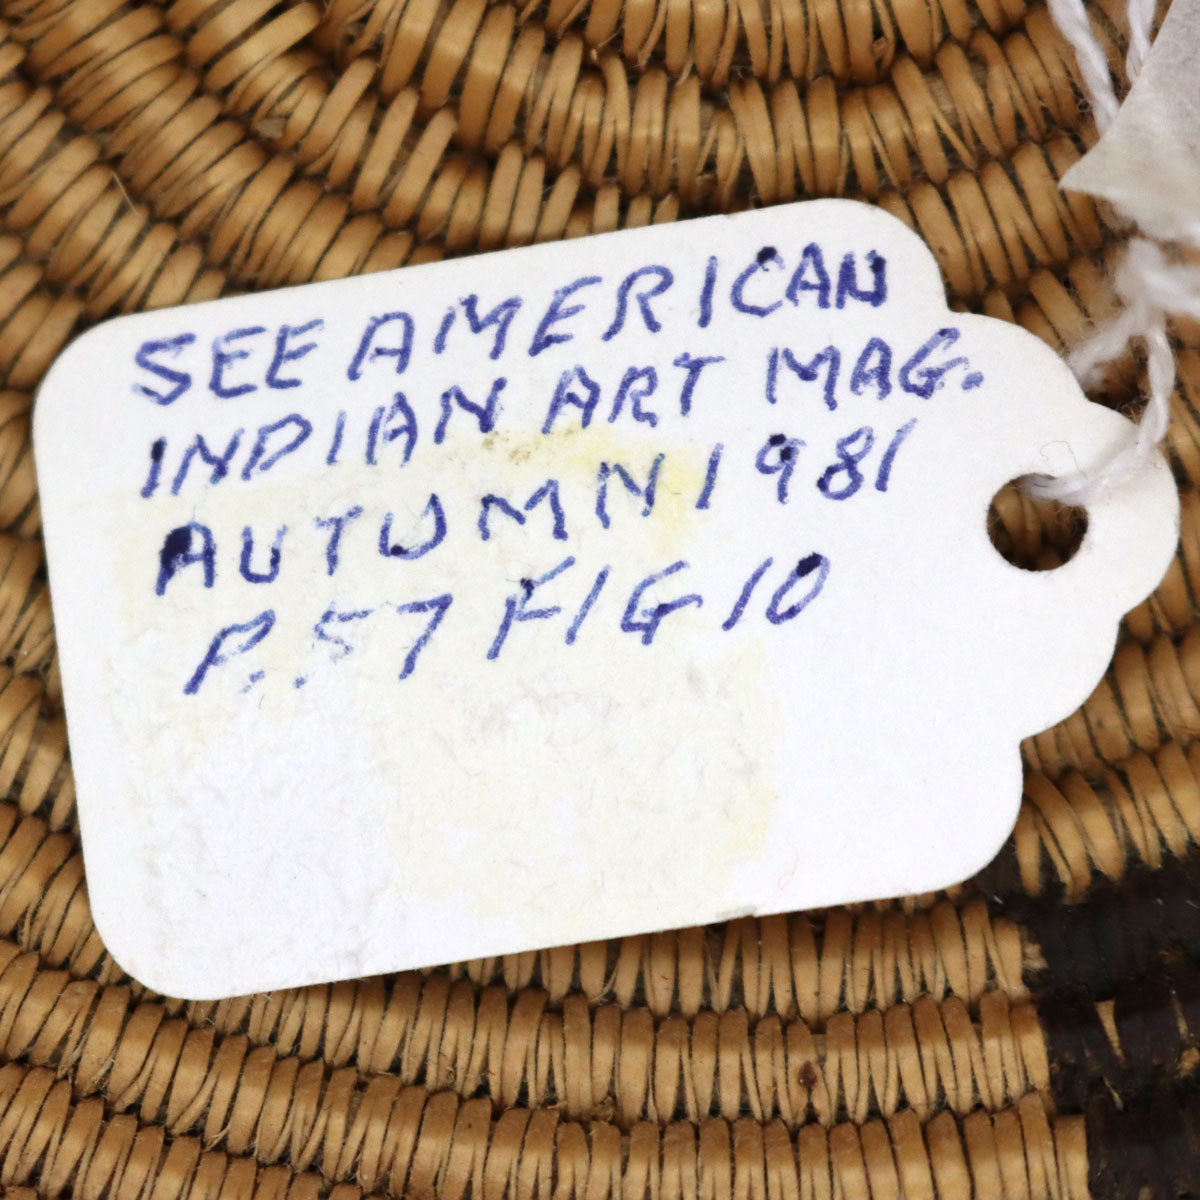 SEE AMERICAN
INDIAN ART MAG.
AUTUMN 1981
P. 57 FIG 10